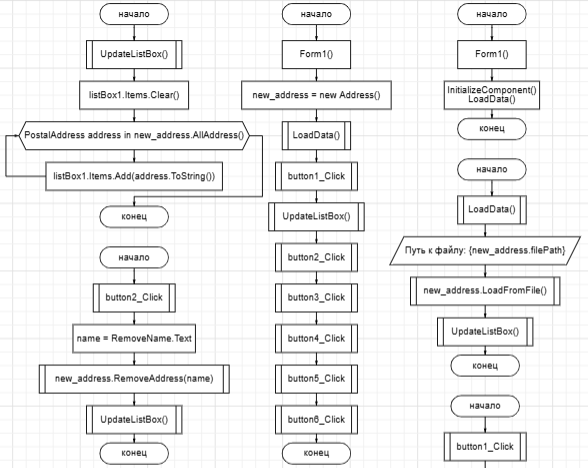 начало
UpdateListBox()
listBox1.Items.Clear()
PostalAddress address in new_address.AllAddress()
listBox1.Items.Add(address.ToString())
конец
начало
button2_Click
name = RemoveName.Text
new_address.RemoveAddress(name)
UpdateListBox()
конец
начало
Form1()
new_address = new Address()
LoadData()
button1_Click
UpdateListBox()
button2_Click
button3_Click
button4_Click
button5_Click
button6_Click
конец
начало
Form1()
InitializeComponent()
LoadData()
конец
начало
LoadData()
Путь к файлу: {new_address.filePath}
new_address.LoadFromFile()
UpdateListBox()
конец
начало
button1_Click